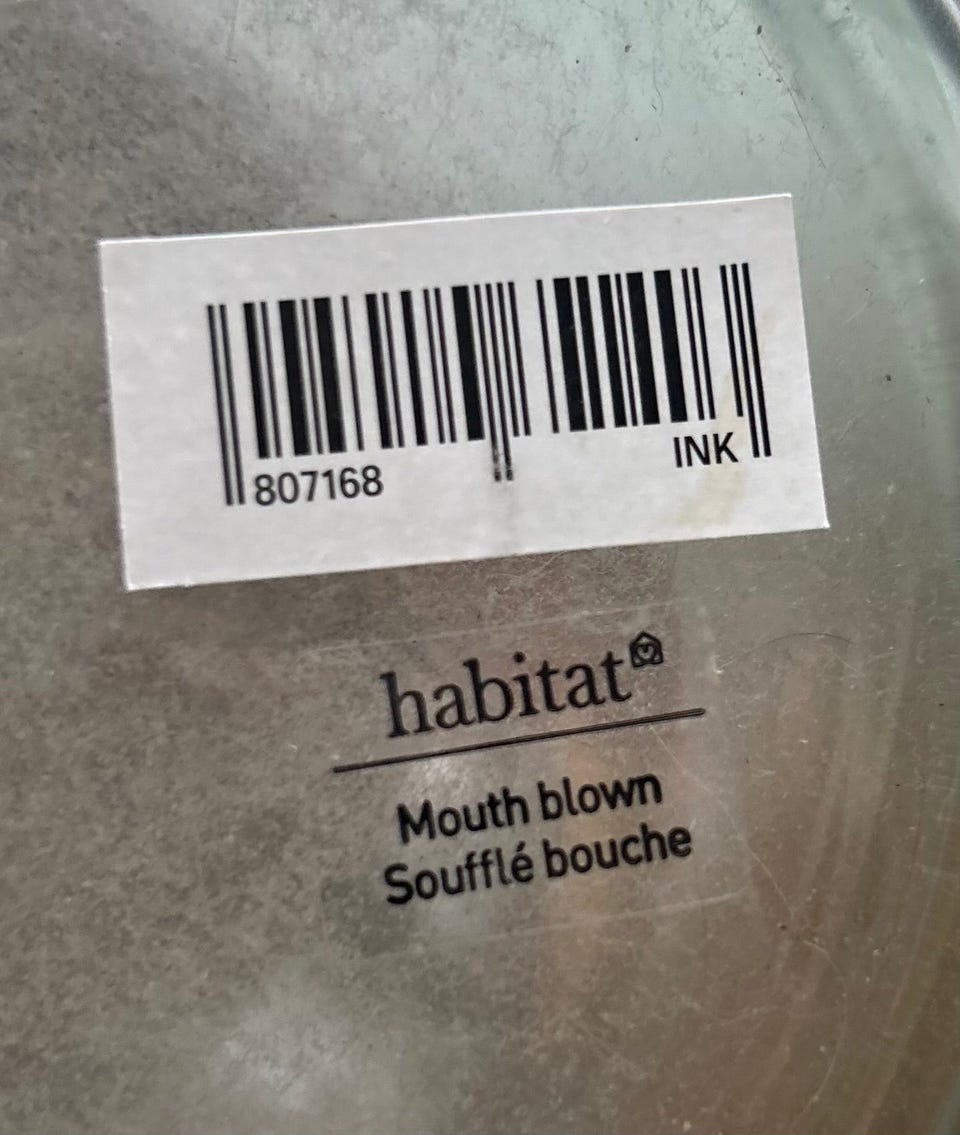 807168 INK
habitat
Mouth blown
Soufflé bouche